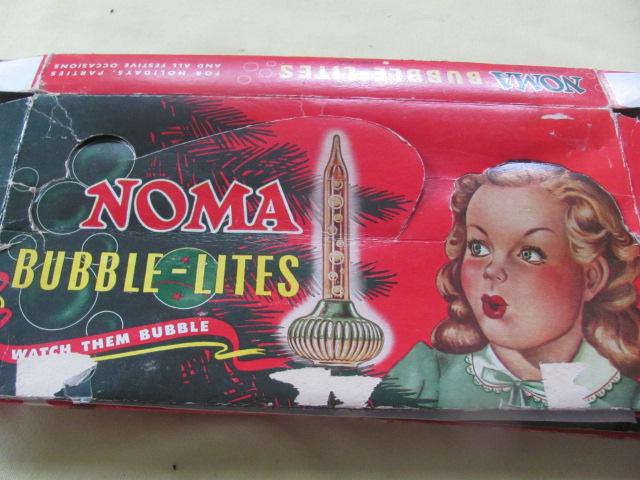 FOR HOLIDAYS, PARTIES
AND ALL FESTIVE OCCASIONS
NOMA BUBBLE-LITES
NOMA
BUBBLE-LITES
WATCH THEM BUBBLE